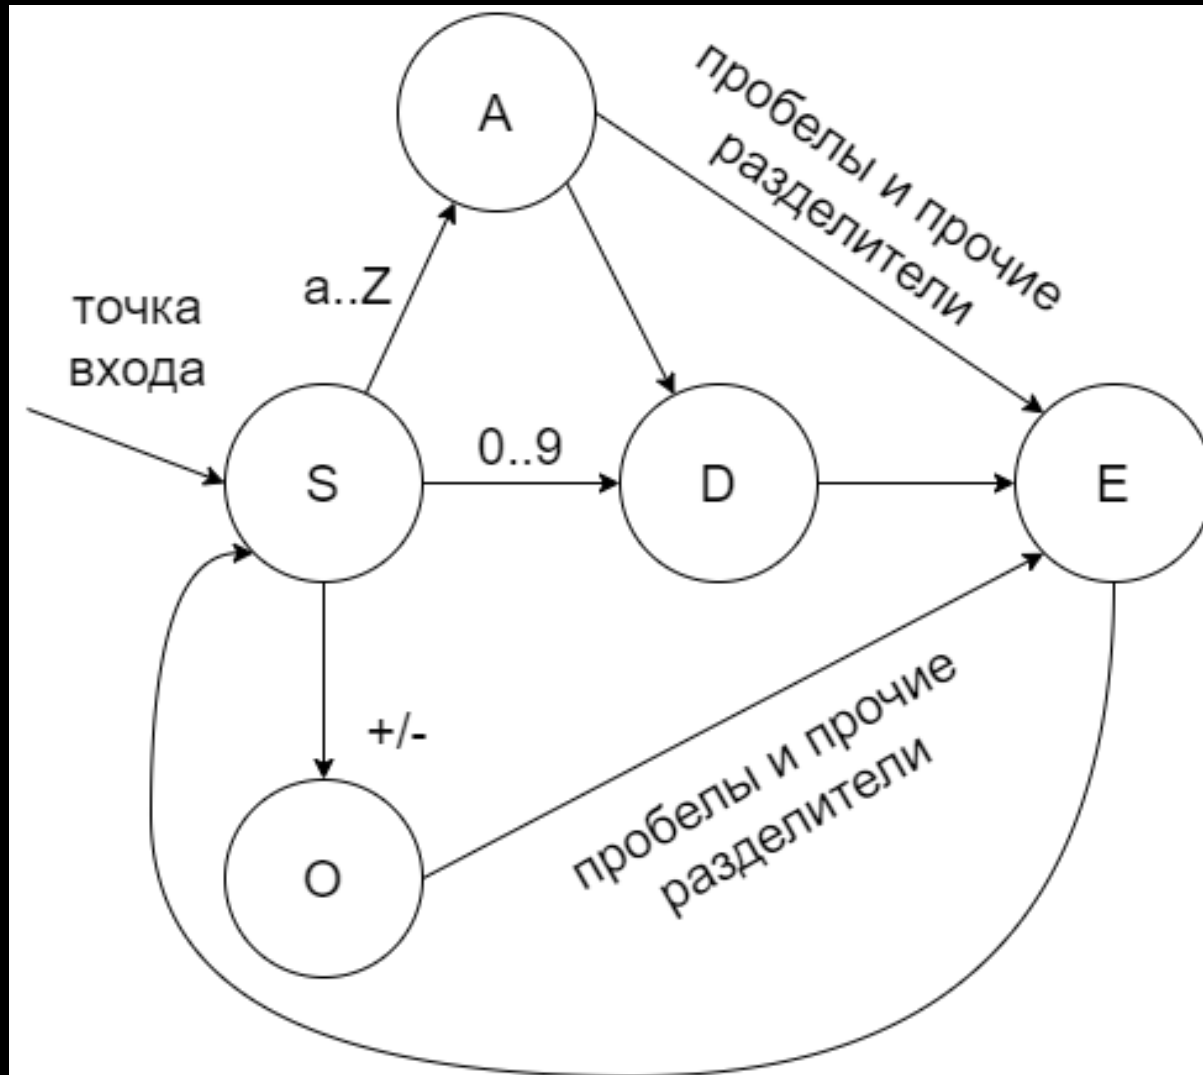 A
пробелы и прочие
разделители
a..Z
точка
входа
0..9
S
D
E
+/-
пробелы и прочие
разделители
O